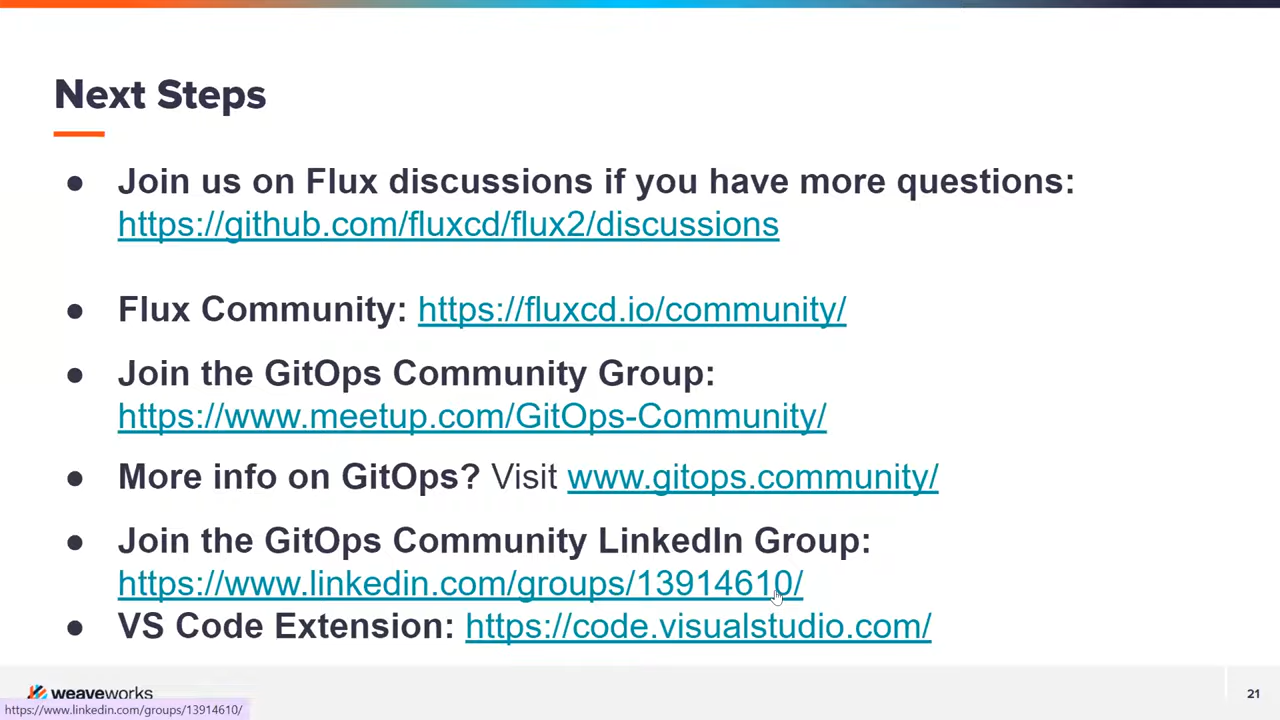 Next Steps
● Join us on Flux discussions if you have more questions:
https://github.com/fluxcd/flux2/discussions
● Flux Community: https://fluxcd.io/community/
● Join the GitOps Community Group:
https://www.meetup.com/GitOps-Community/
● More info on GitOps? Visit www.gitops.community/
● Join the GitOps Community LinkedIn Group:
https://www.linkedin.com/groups/13914610/
● VS Code Extension: https://code.visualstudio.com/
weaveworks
21
https://www.linkedin.com/groups/13914610/